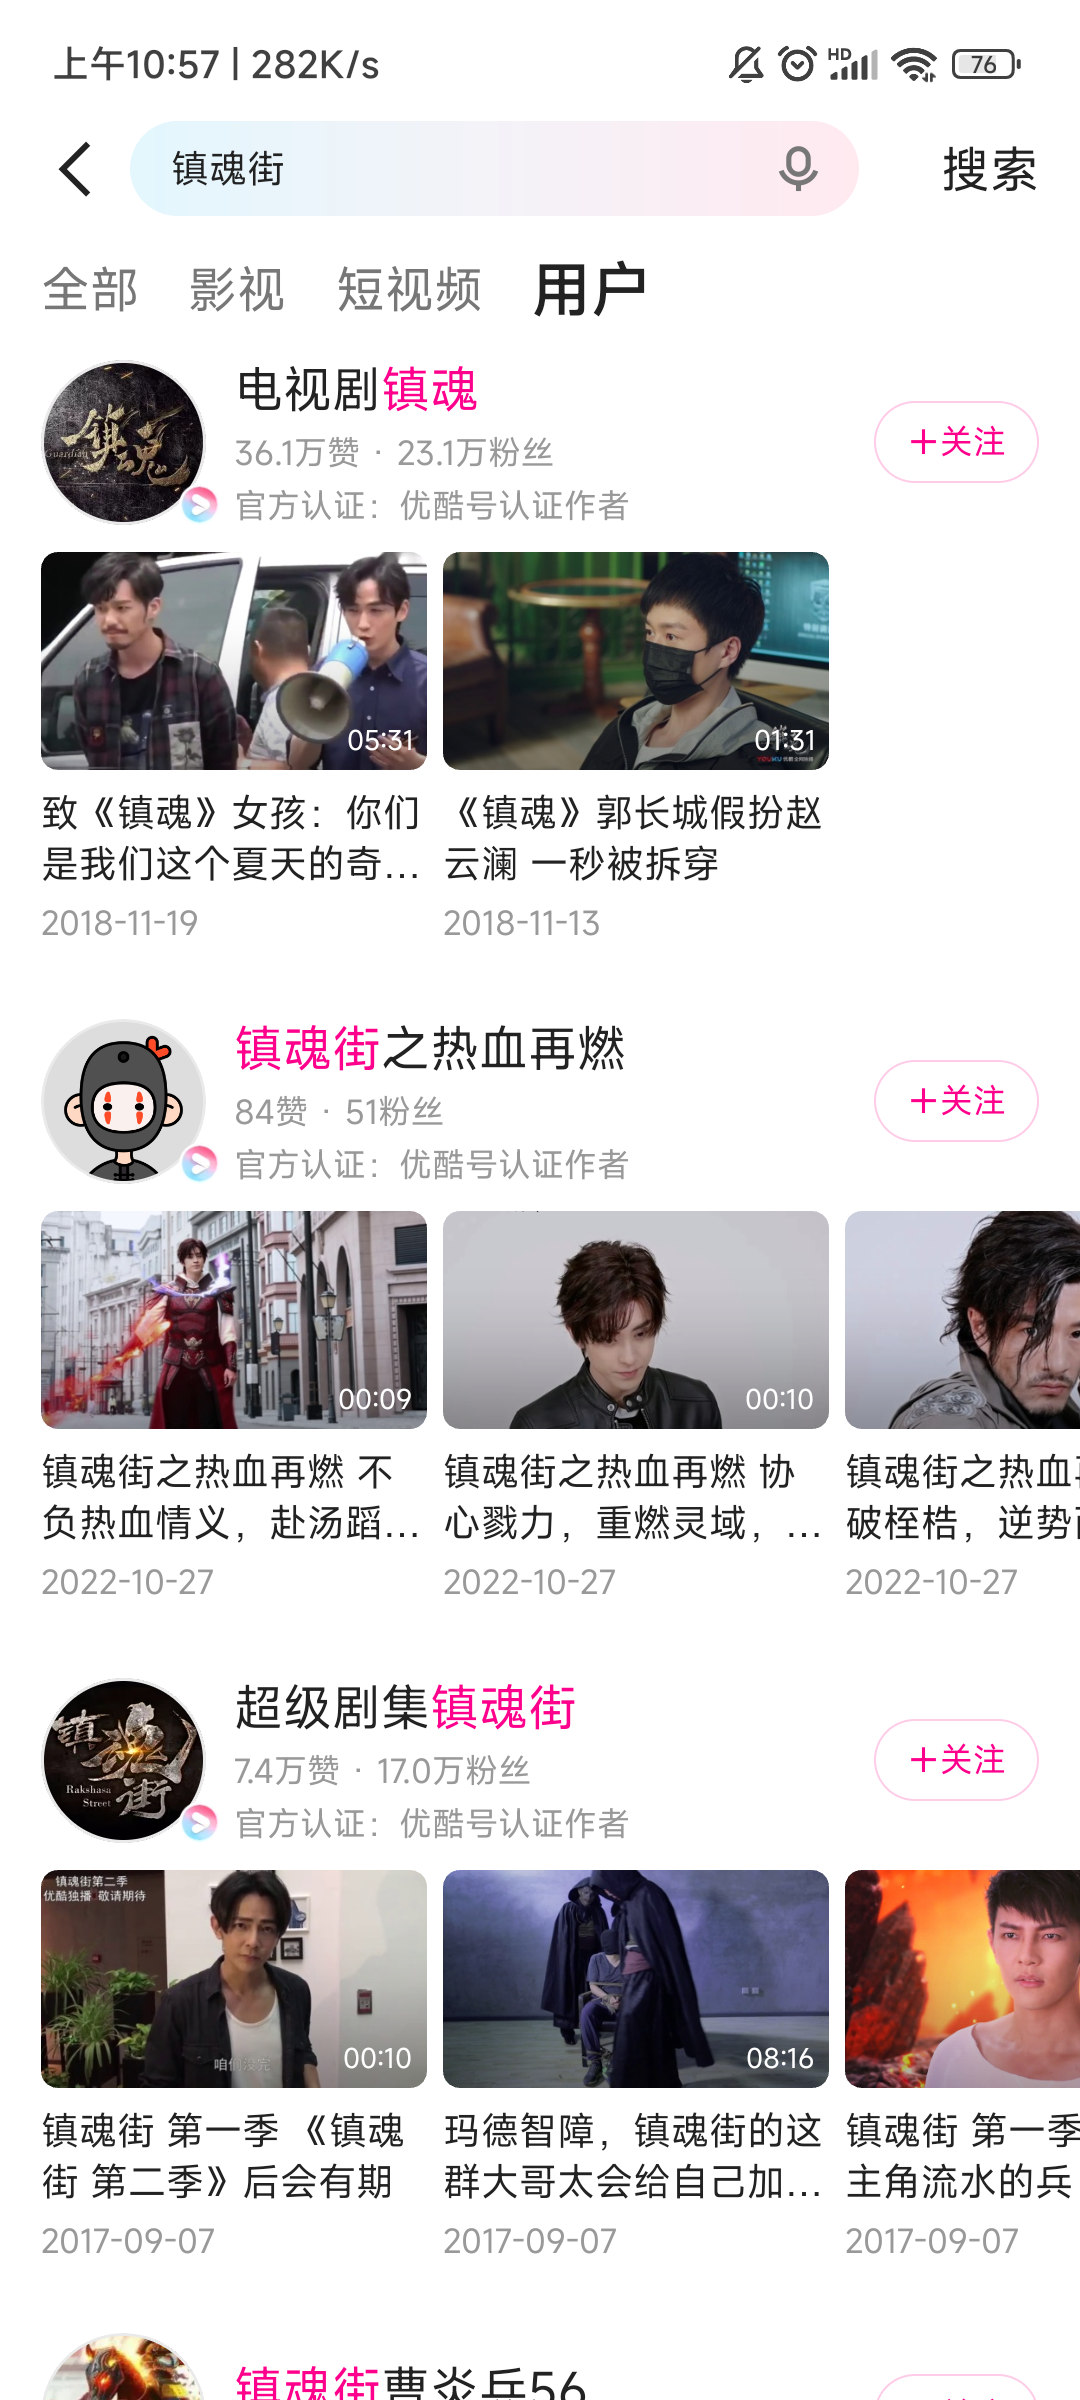 上午10:57 | 282K/s
HD
76
镇魂街
搜索
全部 影视 短视频 用户
镇魂
Guardian
电视剧镇魂
36.1万赞 · 23.1万粉丝
官方认证：优酷号认证作者
+关注
05:31
01:31
YOUKU
致《镇魂》女孩：你们
是我们这个夏天的奇...
2018-11-19
《镇魂》郭长城假扮赵
云澜 一秒被拆穿
2018-11-13
镇魂街之热血再燃
84赞 · 51粉丝
官方认证：优酷号认证作者
+关注
00:09
00:10
镇魂街之热血再燃 不
负热血情义，赴汤蹈...
2022-10-27
镇魂街之热血再燃 协
心戮力，重燃灵域，...
2022-10-27
镇魂街之热血再
破桎梏，逆势而
2022-10-27
镇魂街
Rakshasa
Street
超级剧集镇魂街
7.4万赞 · 17.0万粉丝
官方认证：优酷号认证作者
+关注
镇魂街第二季
优酷独播 敬请期待
咱们没完
00:10
08:16
镇魂街 第一季 《镇魂
街 第二季》后会有期
2017-09-07
玛德智障，镇魂街的这
群大哥太会给自己加...
2017-09-07
镇魂街 第一季
主角流水的兵
2017-09-07
镇魂街曹炎兵56